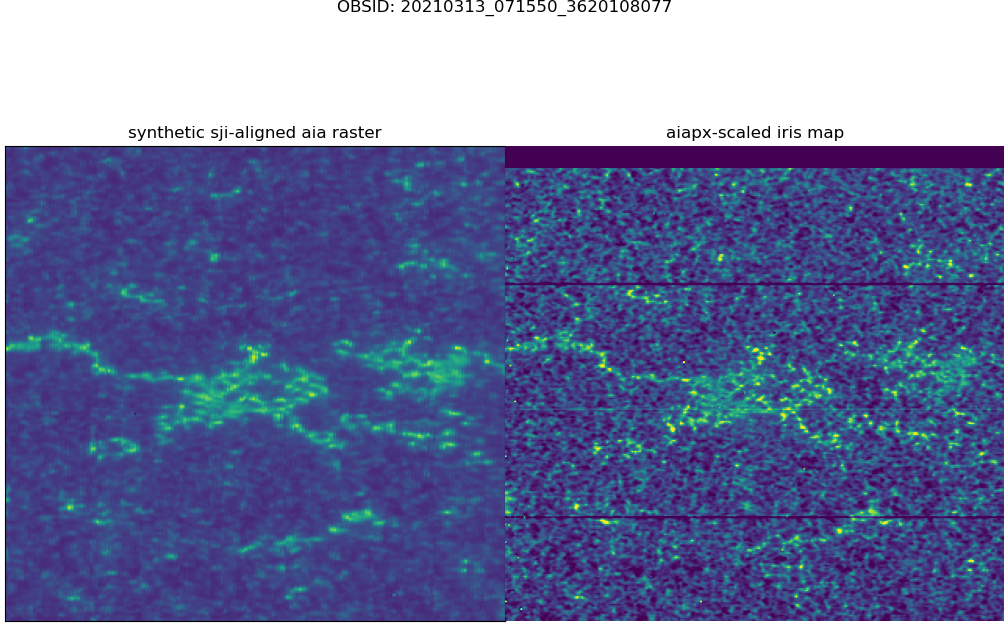 OBSID: 20210313_071550_3620108077
synthetic sji-aligned aia raster
aiapx-scaled iris map